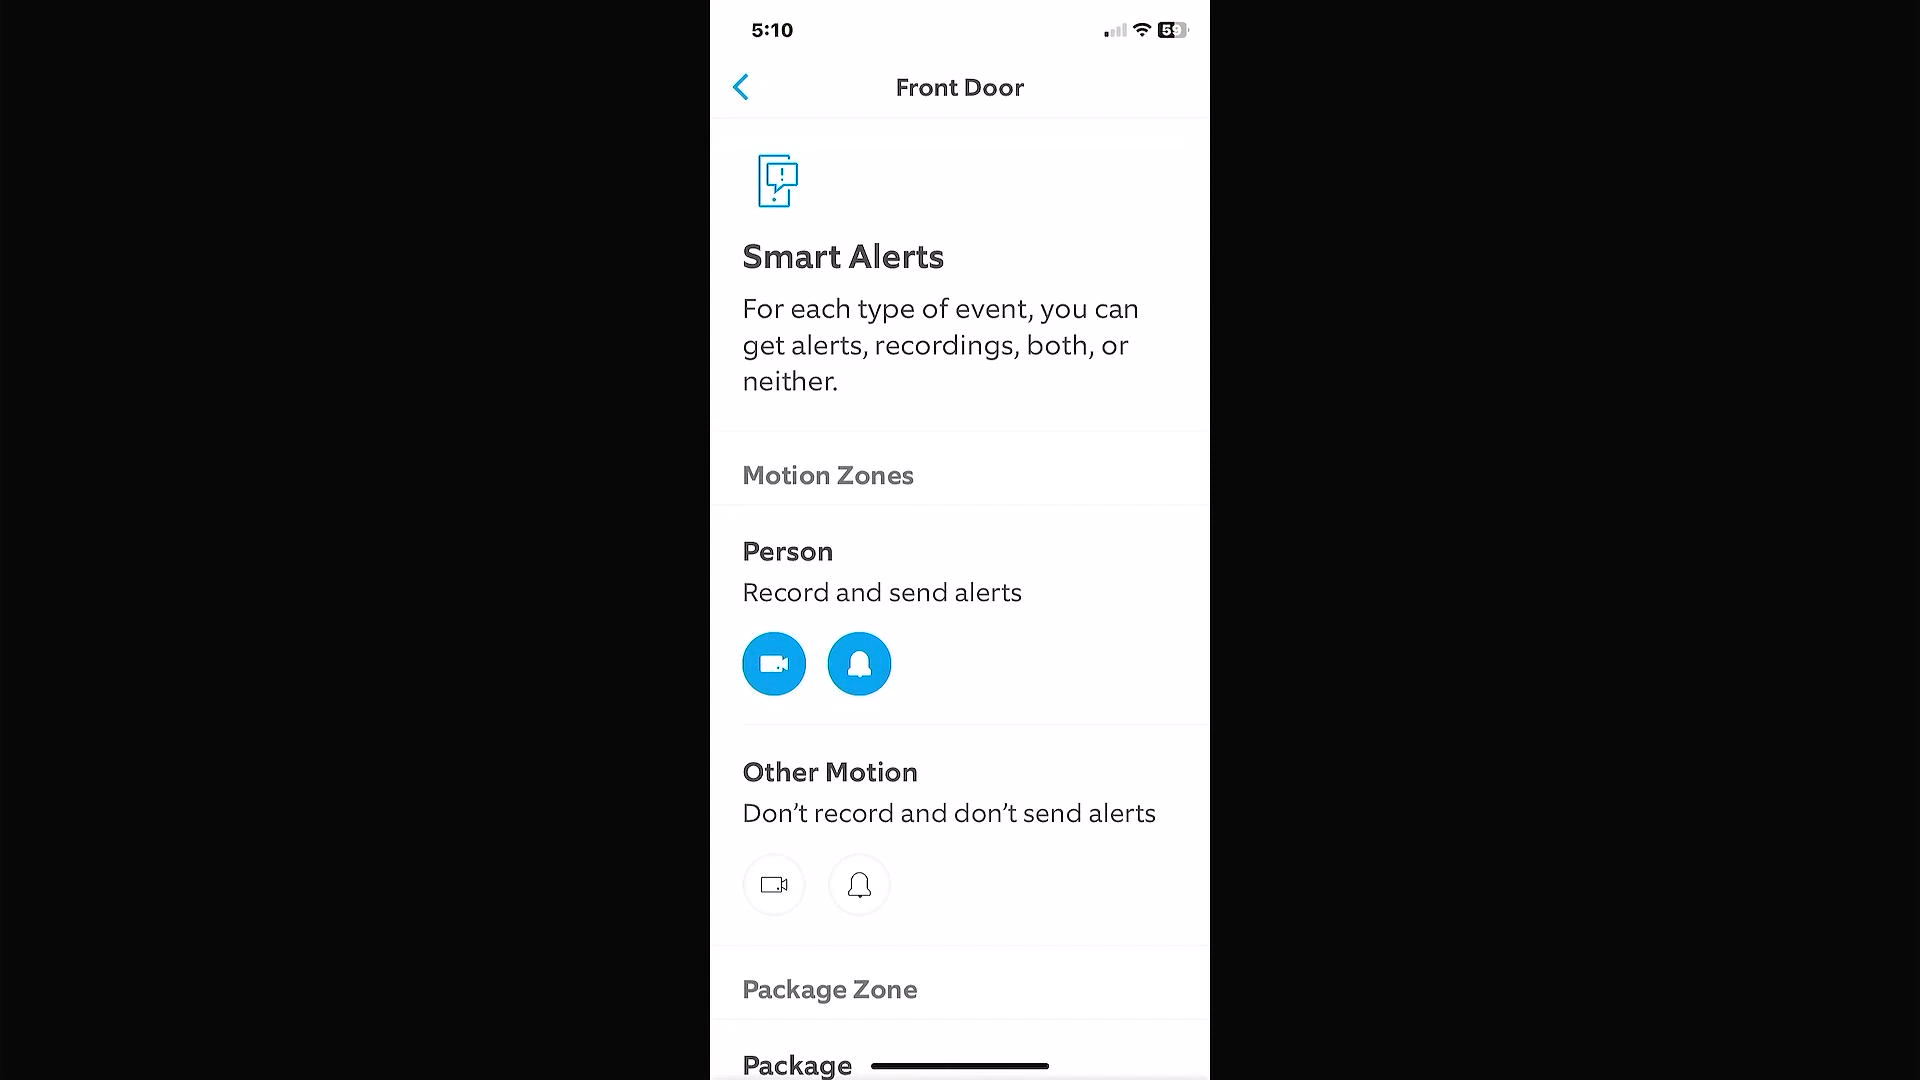 5:10
59
Front Door
Smart Alerts
For each type of event, you can
get alerts, recordings, both, or
neither.
Motion Zones
Person
Record and send alerts
Other Motion
Don’t record and don’t send alerts
Package Zone
Package